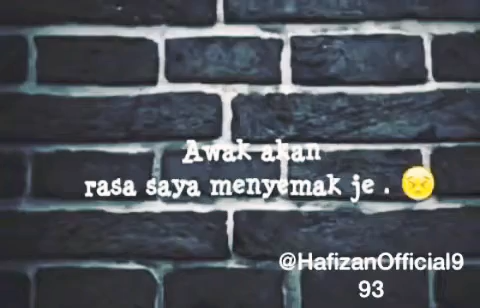 Awak akan
rasa saya menyemak je . 😣
@HafizanOfficial9
93